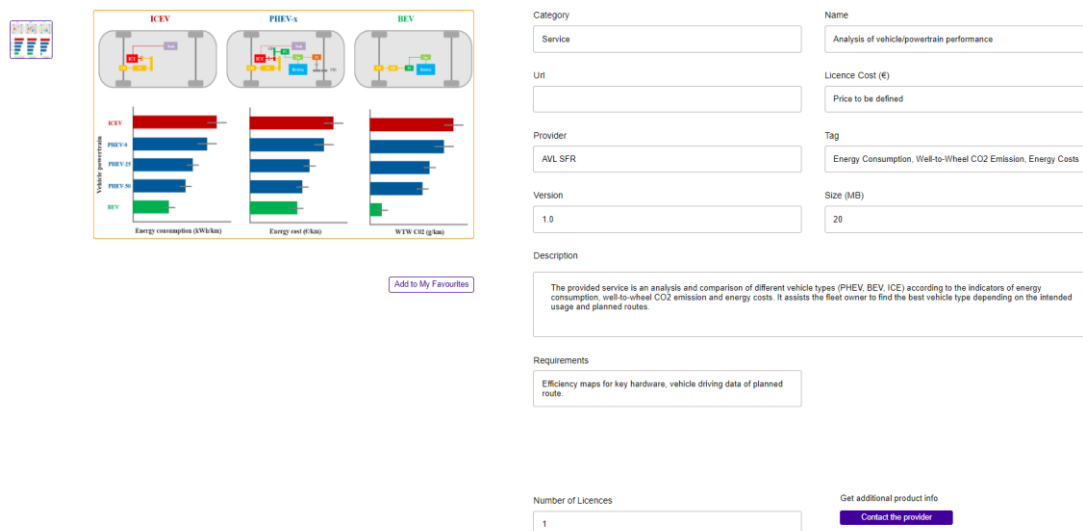 ICEV
PHEV-x
BEV
ICE
ICE
Battery
Vehicle powertrain
ICEV
PHEV-0
PHEV-25
PHEV-50
BEV
Energy consumption (kWh/km)
Energy cost (€/km)
WTW C02 (g/km)
Add to My Favourites
Category
Name
Service
Analysis of vehicle/powertrain performance
Url
Licence Cost (€)
Price to be defined
Provider
Tag
AVL SFR
Energy Consumption, Well-to-Wheel CO2 Emission, Energy Costs
Version
Size (MB)
1.0
20
Description
The provided service is an analysis and comparison of different vehicle types (PHEV, BEV, ICE) according to the indicators of energy
consumption, well-to-wheel CO2 emission and energy costs. It assists the fleet owner to find the best vehicle type depending on the intended
usage and planned routes.
Requirements
Efficiency maps for key hardware, vehicle driving data of planned
route.
Number of Licences
Get additional product info
1
Contact the provider